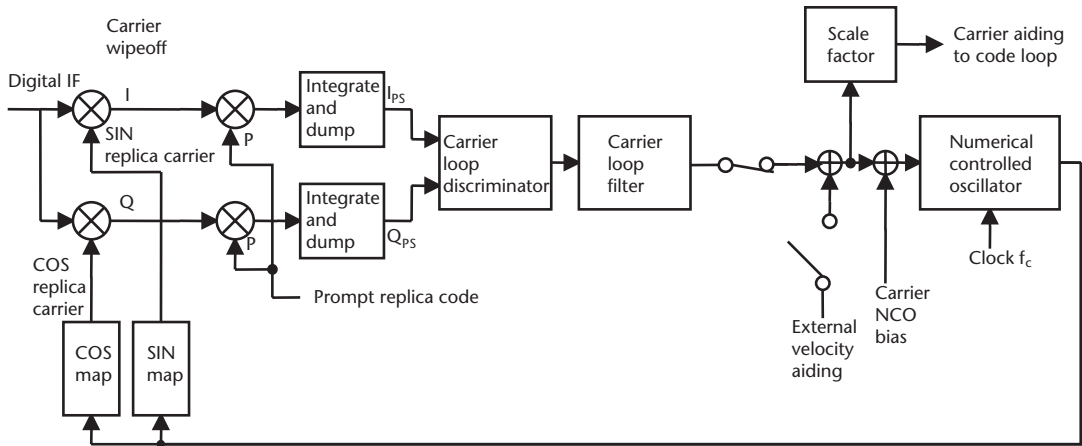 Carrier
wipeoff
Scale
factor
Carrier aiding
to code loop
Digital IF
I
SIN
replica carrier
P
Integrate
and
dump
I_PS
Carrier
loop
discriminator
Carrier
loop
filter
Numerical
controlled
oscillator
Q
P
Integrate
and
dump
Q_PS
Clock f_c
COS
replica
carrier
Prompt replica code
External
velocity
aiding
Carrier
NCO
bias
COS
map
SIN
map